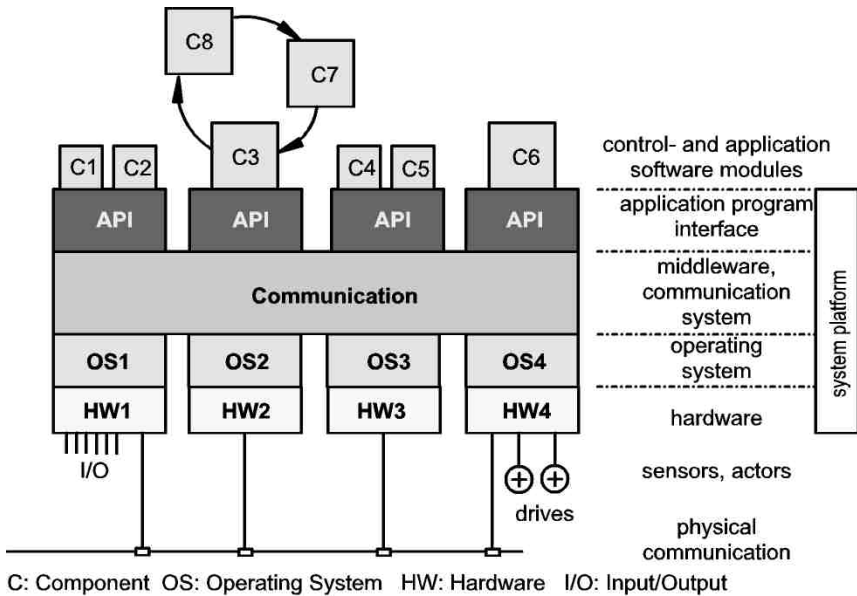 C8
C7
C1 C2 C3 C4 C5 C6
control- and application
software modules
API API API API
application program
interface
Communication
middleware,
communication
system
OS1 OS2 OS3 OS4
operating
system
HW1 HW2 HW3 HW4
hardware
system platform
I/O
sensors, actors
drives
physical
communication
C: Component OS: Operating System HW: Hardware I/O: Input/Output